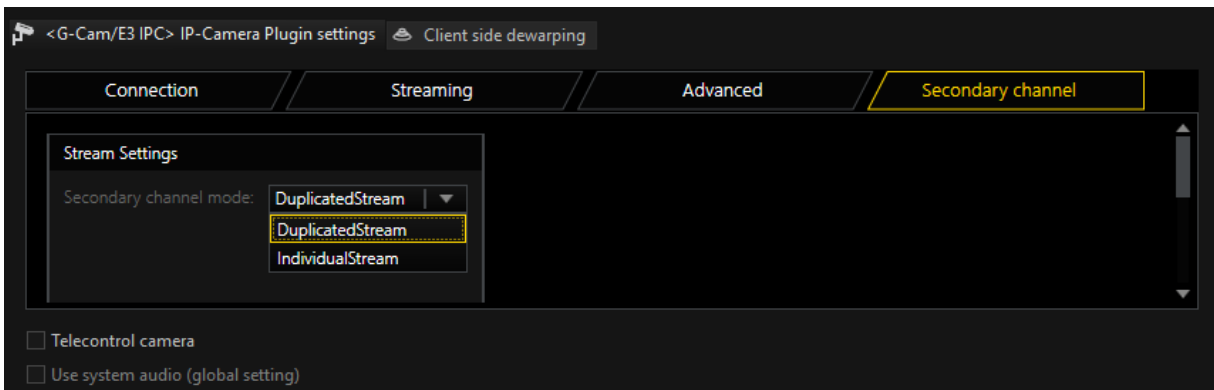 <G-Cam/E3 IPC> IP-Camera Plugin settings Client side dewarping
Connection Streaming Advanced Secondary channel
Stream Settings
Secondary channel mode: DuplicatedStream
DuplicatedStream
IndividualStream
Telecontrol camera
Use system audio (global setting)